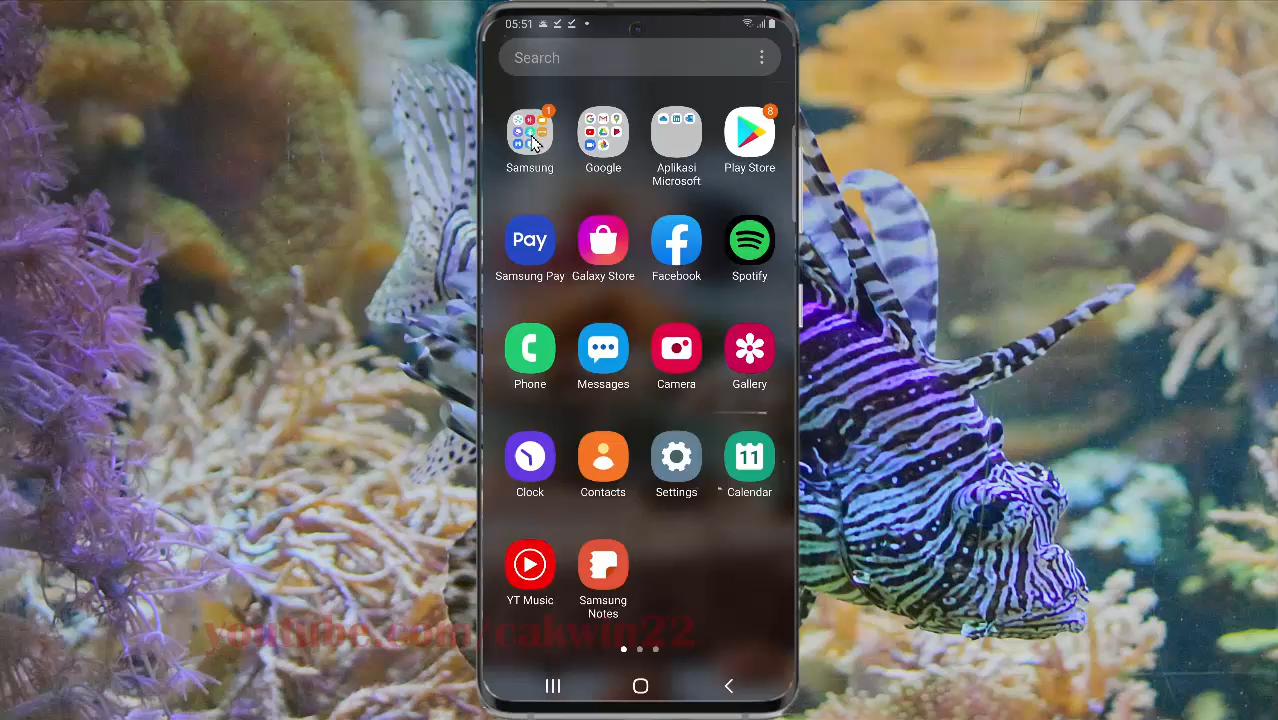 05:51
Search
1
8
Samsung
Google
Aplikasi
Microsoft
Play Store
Pay
Samsung Pay
Galaxy Store
Facebook
Spotify
Phone
Messages
Camera
Gallery
11
Clock
Contacts
Settings
Calendar
YT Music
Samsung
Notes
youtube.com/cakwin22